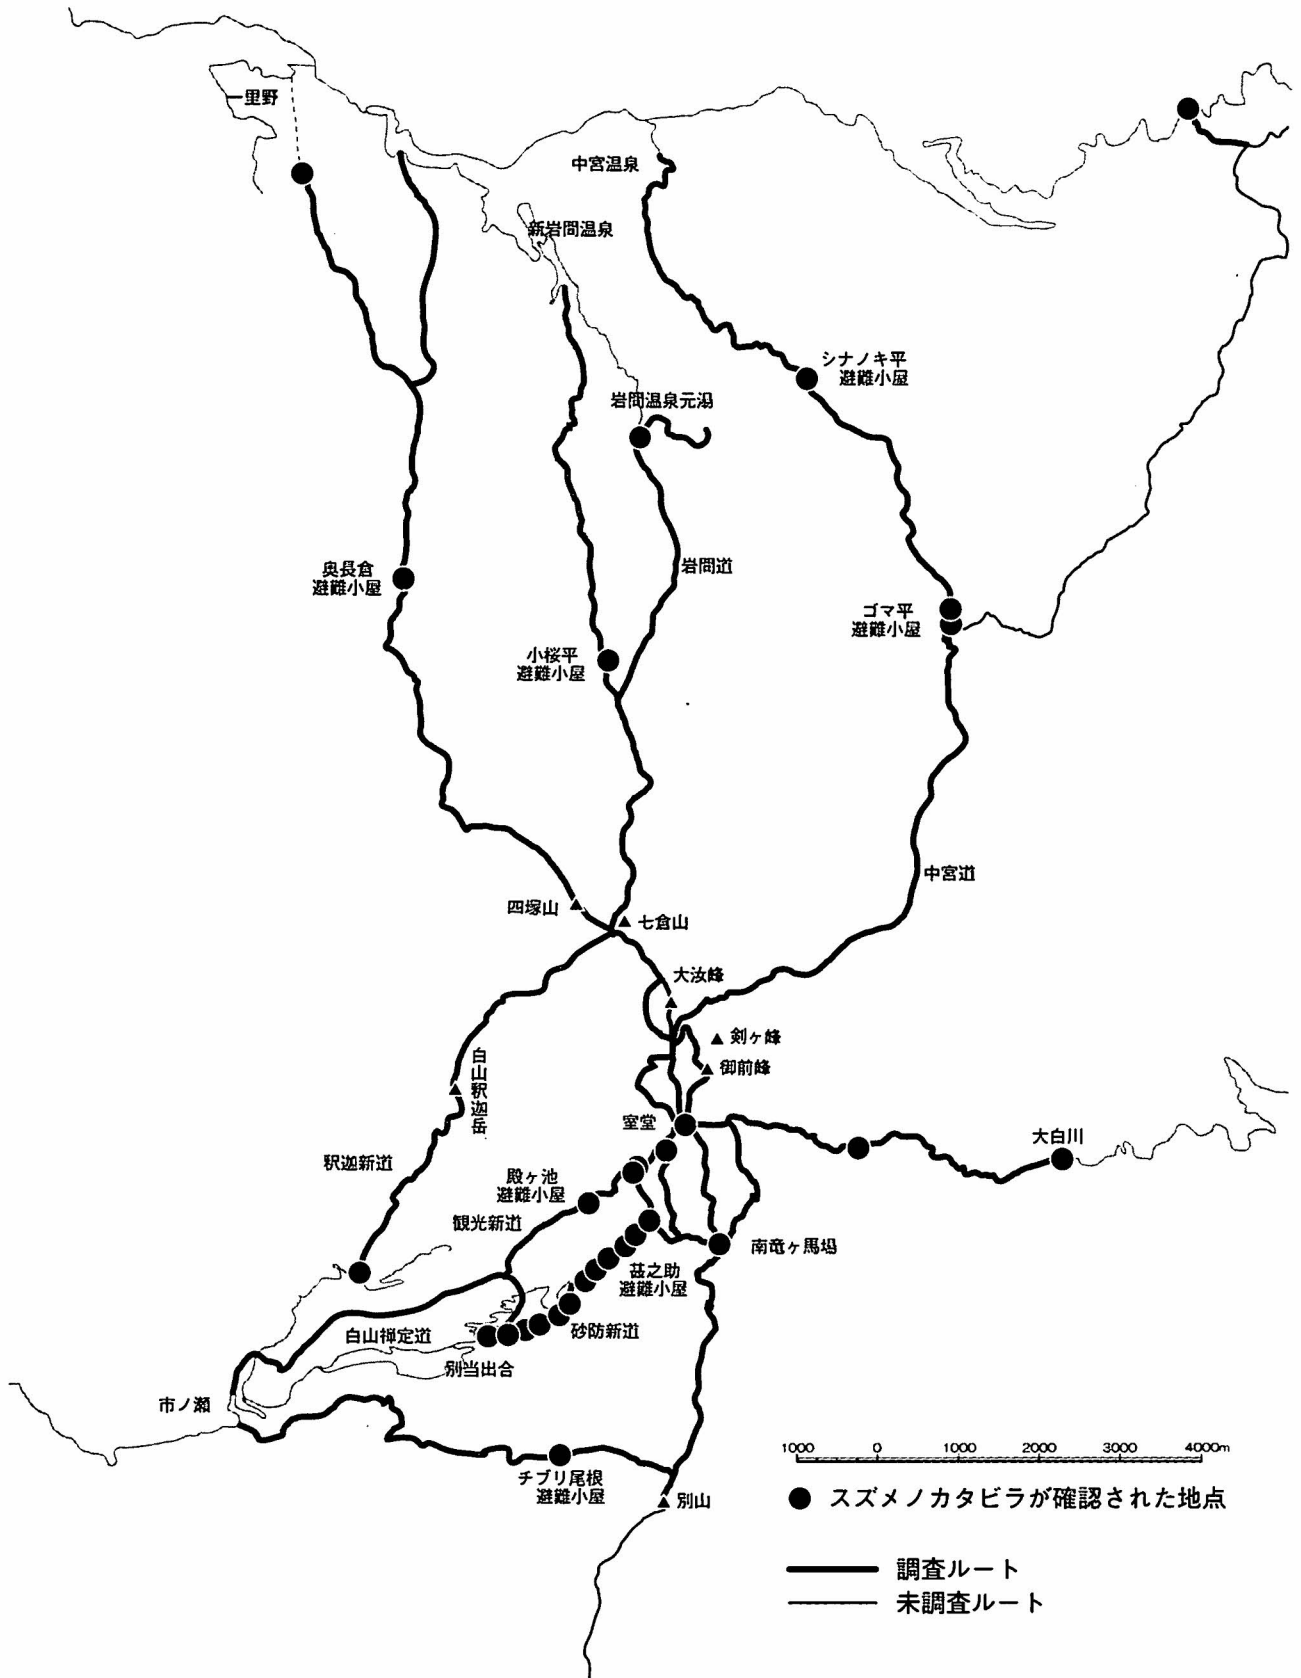 一里野
中宮温泉
新岩間温泉
シナノキ平
避難小屋
岩間温泉元湯
奥長倉
避難小屋
岩間道
ゴマ平
避難小屋
小桜平
避難小屋
中宮道
四塚山
七倉山
大汝峰
剣ヶ峰
御前峰
白山釈迦岳
室堂
大白川
釈迦新道
殿ヶ池
避難小屋
観光新道
南竜ヶ馬場
甚之助
避難小屋
砂防新道
白山禅定道
別当出合
市ノ瀬
チブリ尾根
避難小屋
別山
1000 0 1000 2000 3000 4000m
スズメノカタビラが確認された地点
調査ルート
未調査ルート